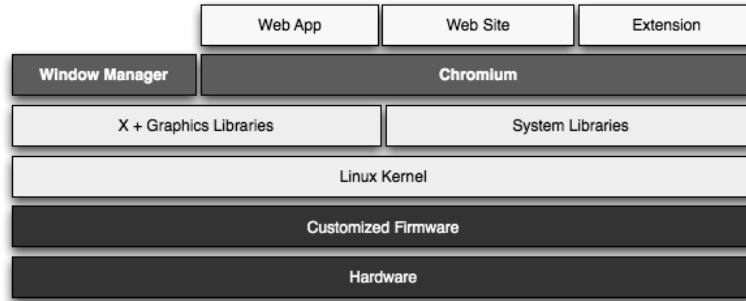 Web App
Web Site
Extension
Window Manager
Chromium
X + Graphics Libraries
System Libraries
Linux Kernel
Customized Firmware
Hardware